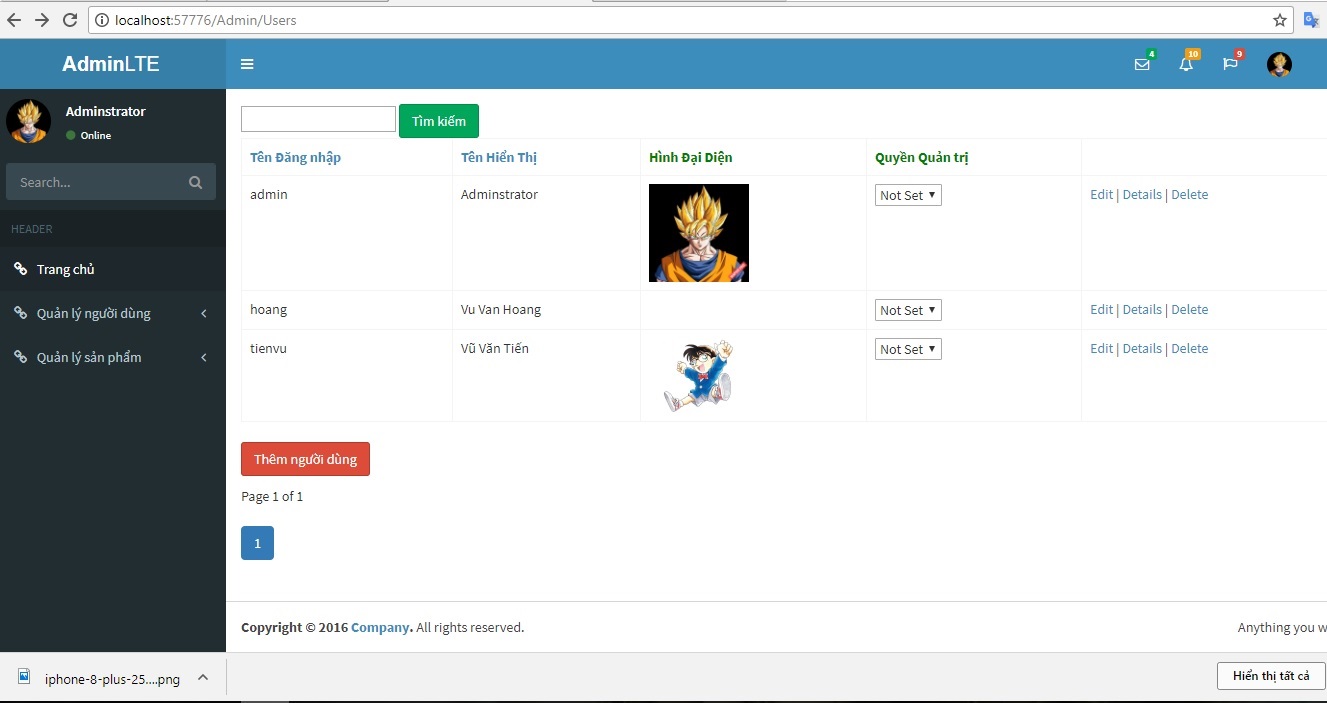 localhost:57776/Admin/Users
AdminLTE
4
10
9
Adminstrator
Online
Search...
HEADER
Trang chủ
Quản lý người dùng
Quản lý sản phẩm
Tìm kiếm
Tên Đăng nhập Tên Hiển Thị Hình Đại Diện Quyền Quản trị
admin Adminstrator Not Set Edit | Details | Delete
hoang Vu Van Hoang Not Set Edit | Details | Delete
tienvu Vũ Văn Tiến Not Set Edit | Details | Delete
Thêm người dùng
Page 1 of 1
1
Copyright © 2016 Company. All rights reserved.
Anything you w
iphone-8-plus-25....png
Hiển thị tất cả